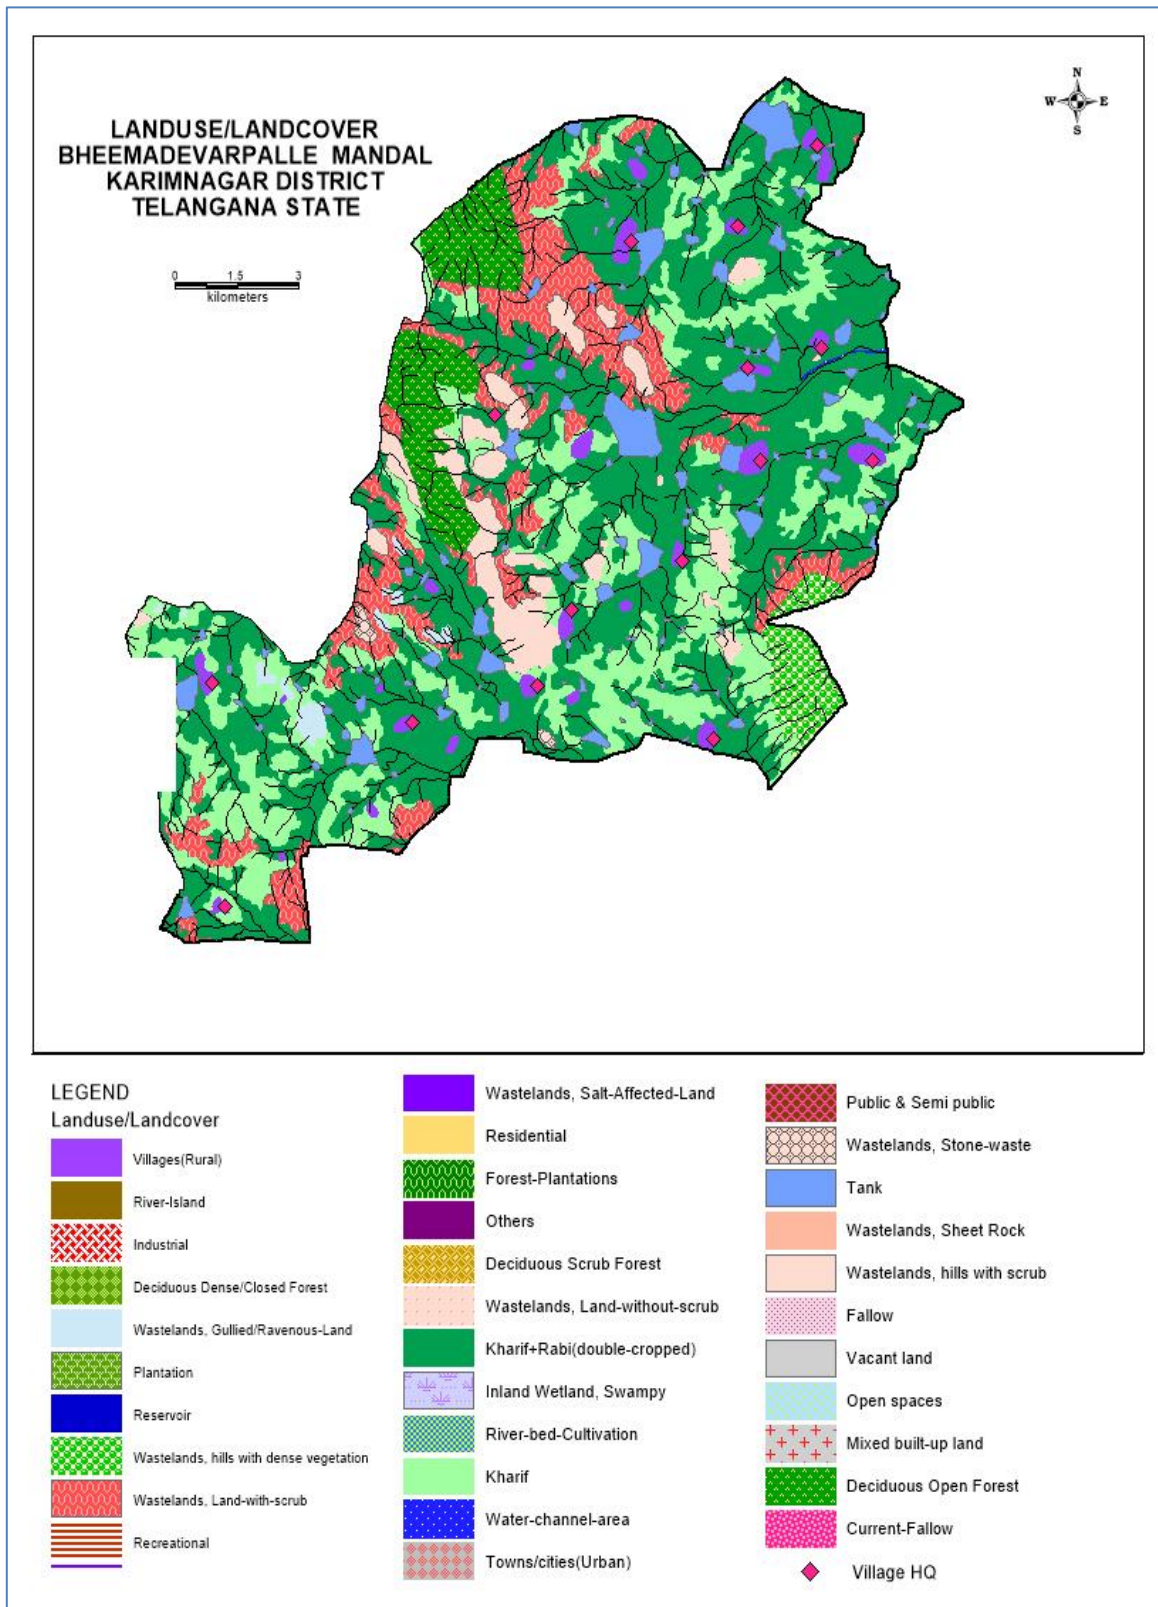 LANDUSE/LANDCOVER
BHEEMADEVARPALLE MANDAL
KARIMNAGAR DISTRICT
TELANGANA STATE
N
W E
S
0 1.5 3
kilometers
LEGEND
Landuse/Landcover
Villages(Rural)
River-Island
Industrial
Deciduous Dense/Closed Forest
Wastelands, Gullied/Ravenous-Land
Plantation
Reservoir
Wastelands, hills with dense vegetation
Wastelands, Land-with-scrub
Recreational
Wastelands, Salt-Affected-Land
Residential
Forest-Plantations
Others
Deciduous Scrub Forest
Wastelands, Land-without-scrub
Kharif+Rabi(double-cropped)
Inland Wetland, Swampy
River-bed-Cultivation
Kharif
Water-channel-area
Towns/cities(Urban)
Public & Semi public
Wastelands, Stone-waste
Tank
Wastelands, Sheet Rock
Wastelands, hills with scrub
Fallow
Vacant land
Open spaces
Mixed built-up land
Deciduous Open Forest
Current-Fallow
Village HQ